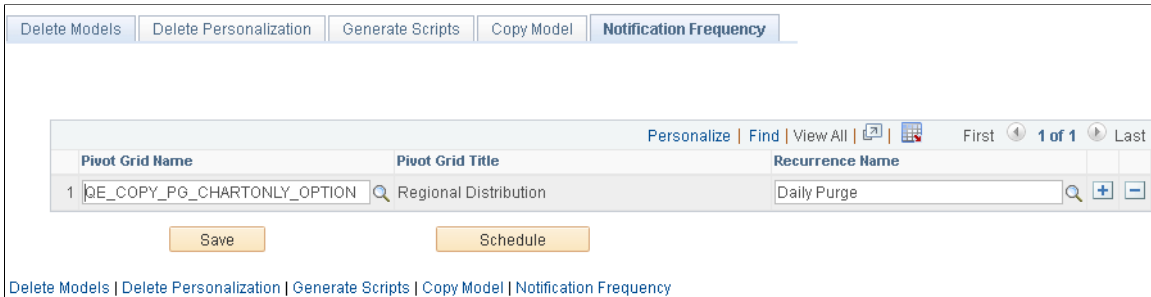 Delete Models Delete Personalization Generate Scripts Copy Model Notification Frequency
Personalize | Find | View All | | First 1 of 1 Last
Pivot Grid Name Pivot Grid Title Recurrence Name
1 QE_COPY_PG_CHARTONLY_OPTION Regional Distribution Daily Purge
Save Schedule
Delete Models | Delete Personalization | Generate Scripts | Copy Model | Notification Frequency